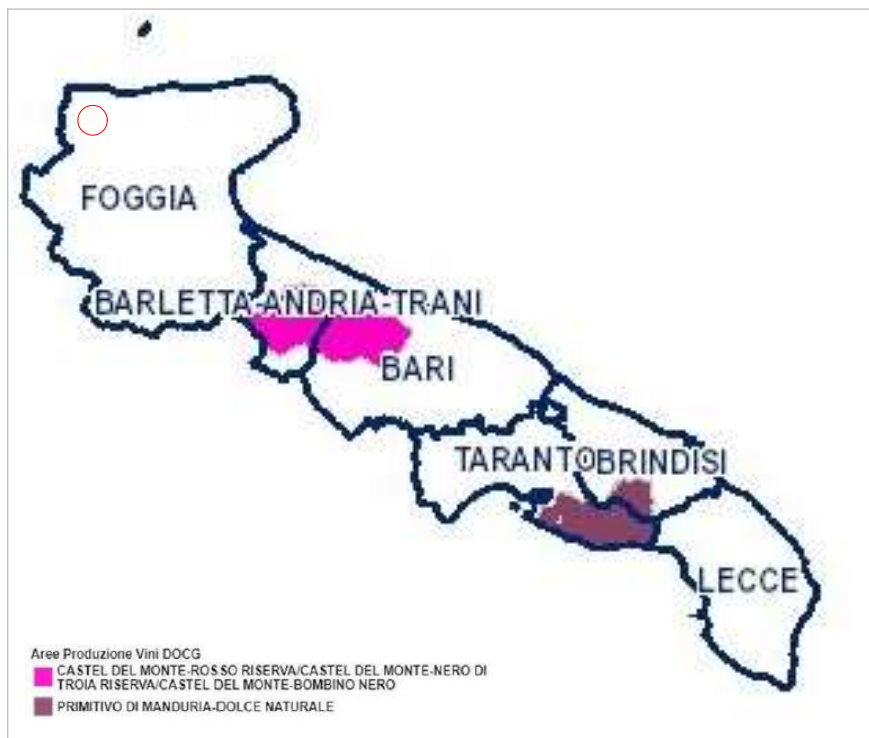 FOGGIA
BARLETTA-ANDRIA-TRANI
BARI
TARANTO
BRINDISI
LECCE
Aree Produzione Vini DOCG
CASTEL DEL MONTE-ROSSO RISERVA/CASTEL DEL MONTE-NERO DI
TROIA RISERVA/CASTEL DEL MONTE-BOMBINO NERO
PRIMITIVO DI MANDURIA-DOLCE NATURALE